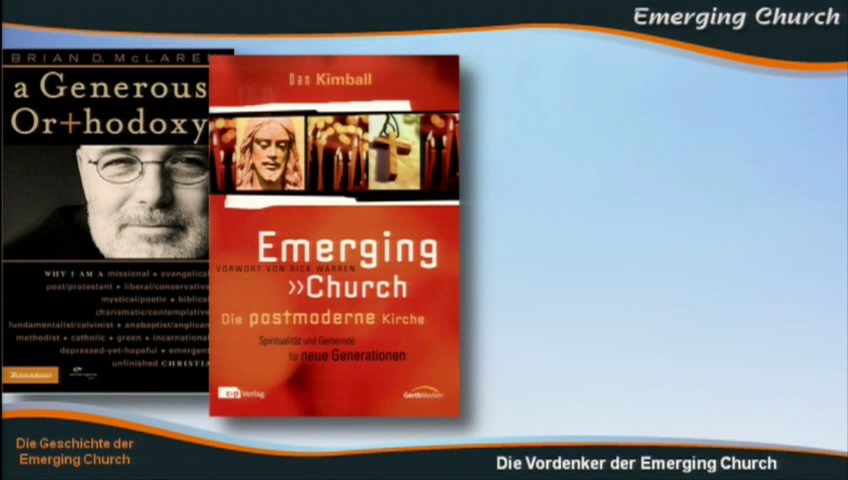 Emerging Church
BRIAN D. McLAREN
a Generous
Or+hodoxy
WHY I AM A missional + evangelical
post/protestant + liberal/conservative
mystical/poetic + biblical
charismatic/contemplative
fundamentalist/calvinist + anabaptist/anglican
methodist + catholic + green + incarnational
depressed-yet-hopeful + emergent
unfinished CHRISTIA
ZONDERVAN
Dan Kimball
Emerging
VORWORT VON RICK WARREN
»Church
Die postmoderne Kirche
Spiritualität und Gemeinde
für neue Generationen
c+p Verlag
GerthMedien
Die Geschichte der
Emerging Church
Die Vordenker der Emerging Church